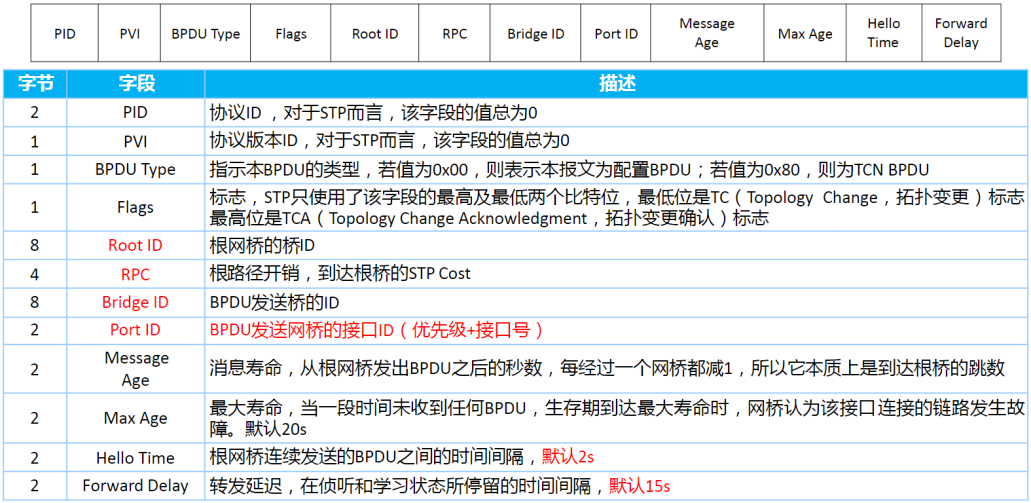 PID PVI BPDU Type Flags Root ID RPC Bridge ID Port ID Message Age Max Age Hello Time Forward Delay
字节 字段 描述
2 PID 协议ID ，对于STP而言，该字段的值总为0
1 PVI 协议版本ID，对于STP而言，该字段的值总为0
1 BPDU Type 指示本BPDU的类型，若值为0x00，则表示本报文为配置BPDU；若值为0x80，则为TCN BPDU
1 Flags 标志，STP只使用了该字段的最高及最低两个比特位，最低位是TC（Topology Change，拓扑变更）标志
最高位是TCA（Topology Change Acknowledgment，拓扑变更确认）标志
8 Root ID 根网桥的桥ID
4 RPC 根路径开销，到达根桥的STP Cost
8 Bridge ID BPDU发送桥的ID
2 Port ID BPDU发送网桥的接口ID（优先级+接口号）
2 Message Age 消息寿命，从根网桥发出BPDU之后的秒数，每经过一个网桥都减1，所以它本质上是到达根桥的跳数
2 Max Age 最大寿命，当一段时间未收到任何BPDU，生存期到达最大寿命时，网桥认为该接口连接的链路发生故
障。默认20s
2 Hello Time 根网桥连续发送的BPDU之间的时间间隔，默认2s
2 Forward Delay 转发延迟，在侦听和学习状态所停留的时间间隔，默认15s